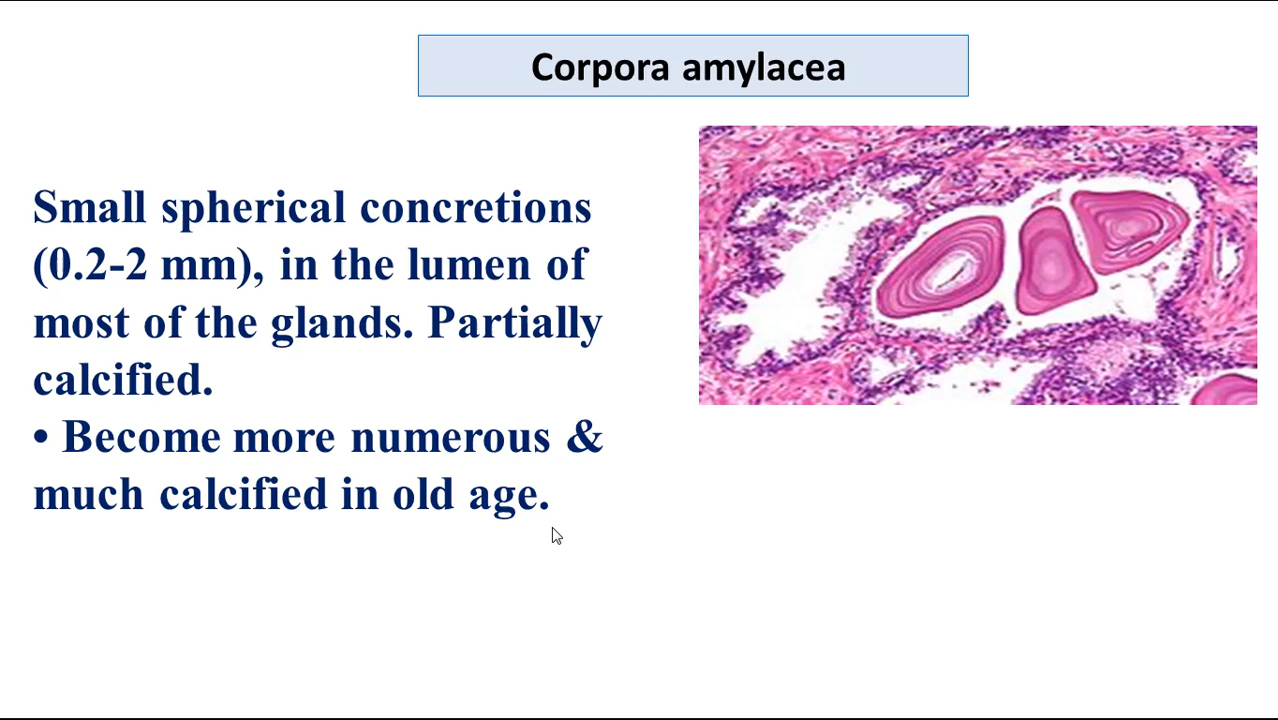 Corpora amylacea
Small spherical concretions
(0.2-2 mm), in the lumen of
most of the glands. Partially
calcified.
• Become more numerous &
much calcified in old age.